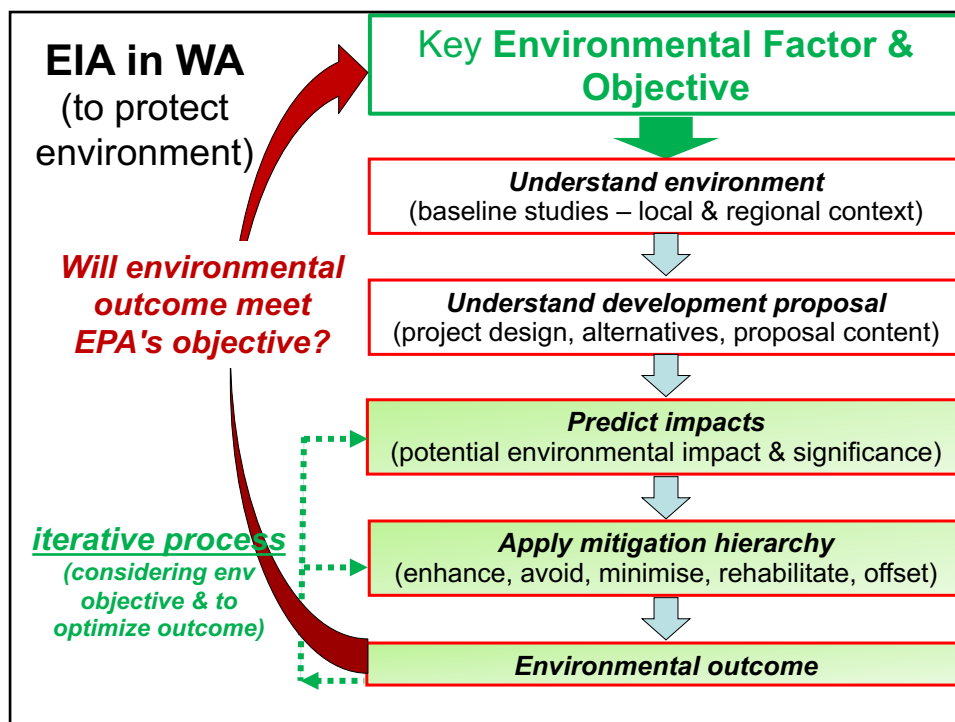 EIA in WA
(to protect
environment)
Key Environmental Factor &
Objective
Understand environment
(baseline studies – local & regional context)
Will environmental
outcome meet
EPA's objective?
Understand development proposal
(project design, alternatives, proposal content)
Predict impacts
(potential environmental impact & significance)
iterative process
(considering env
objective & to
optimize outcome)
Apply mitigation hierarchy
(enhance, avoid, minimise, rehabilitate, offset)
Environmental outcome